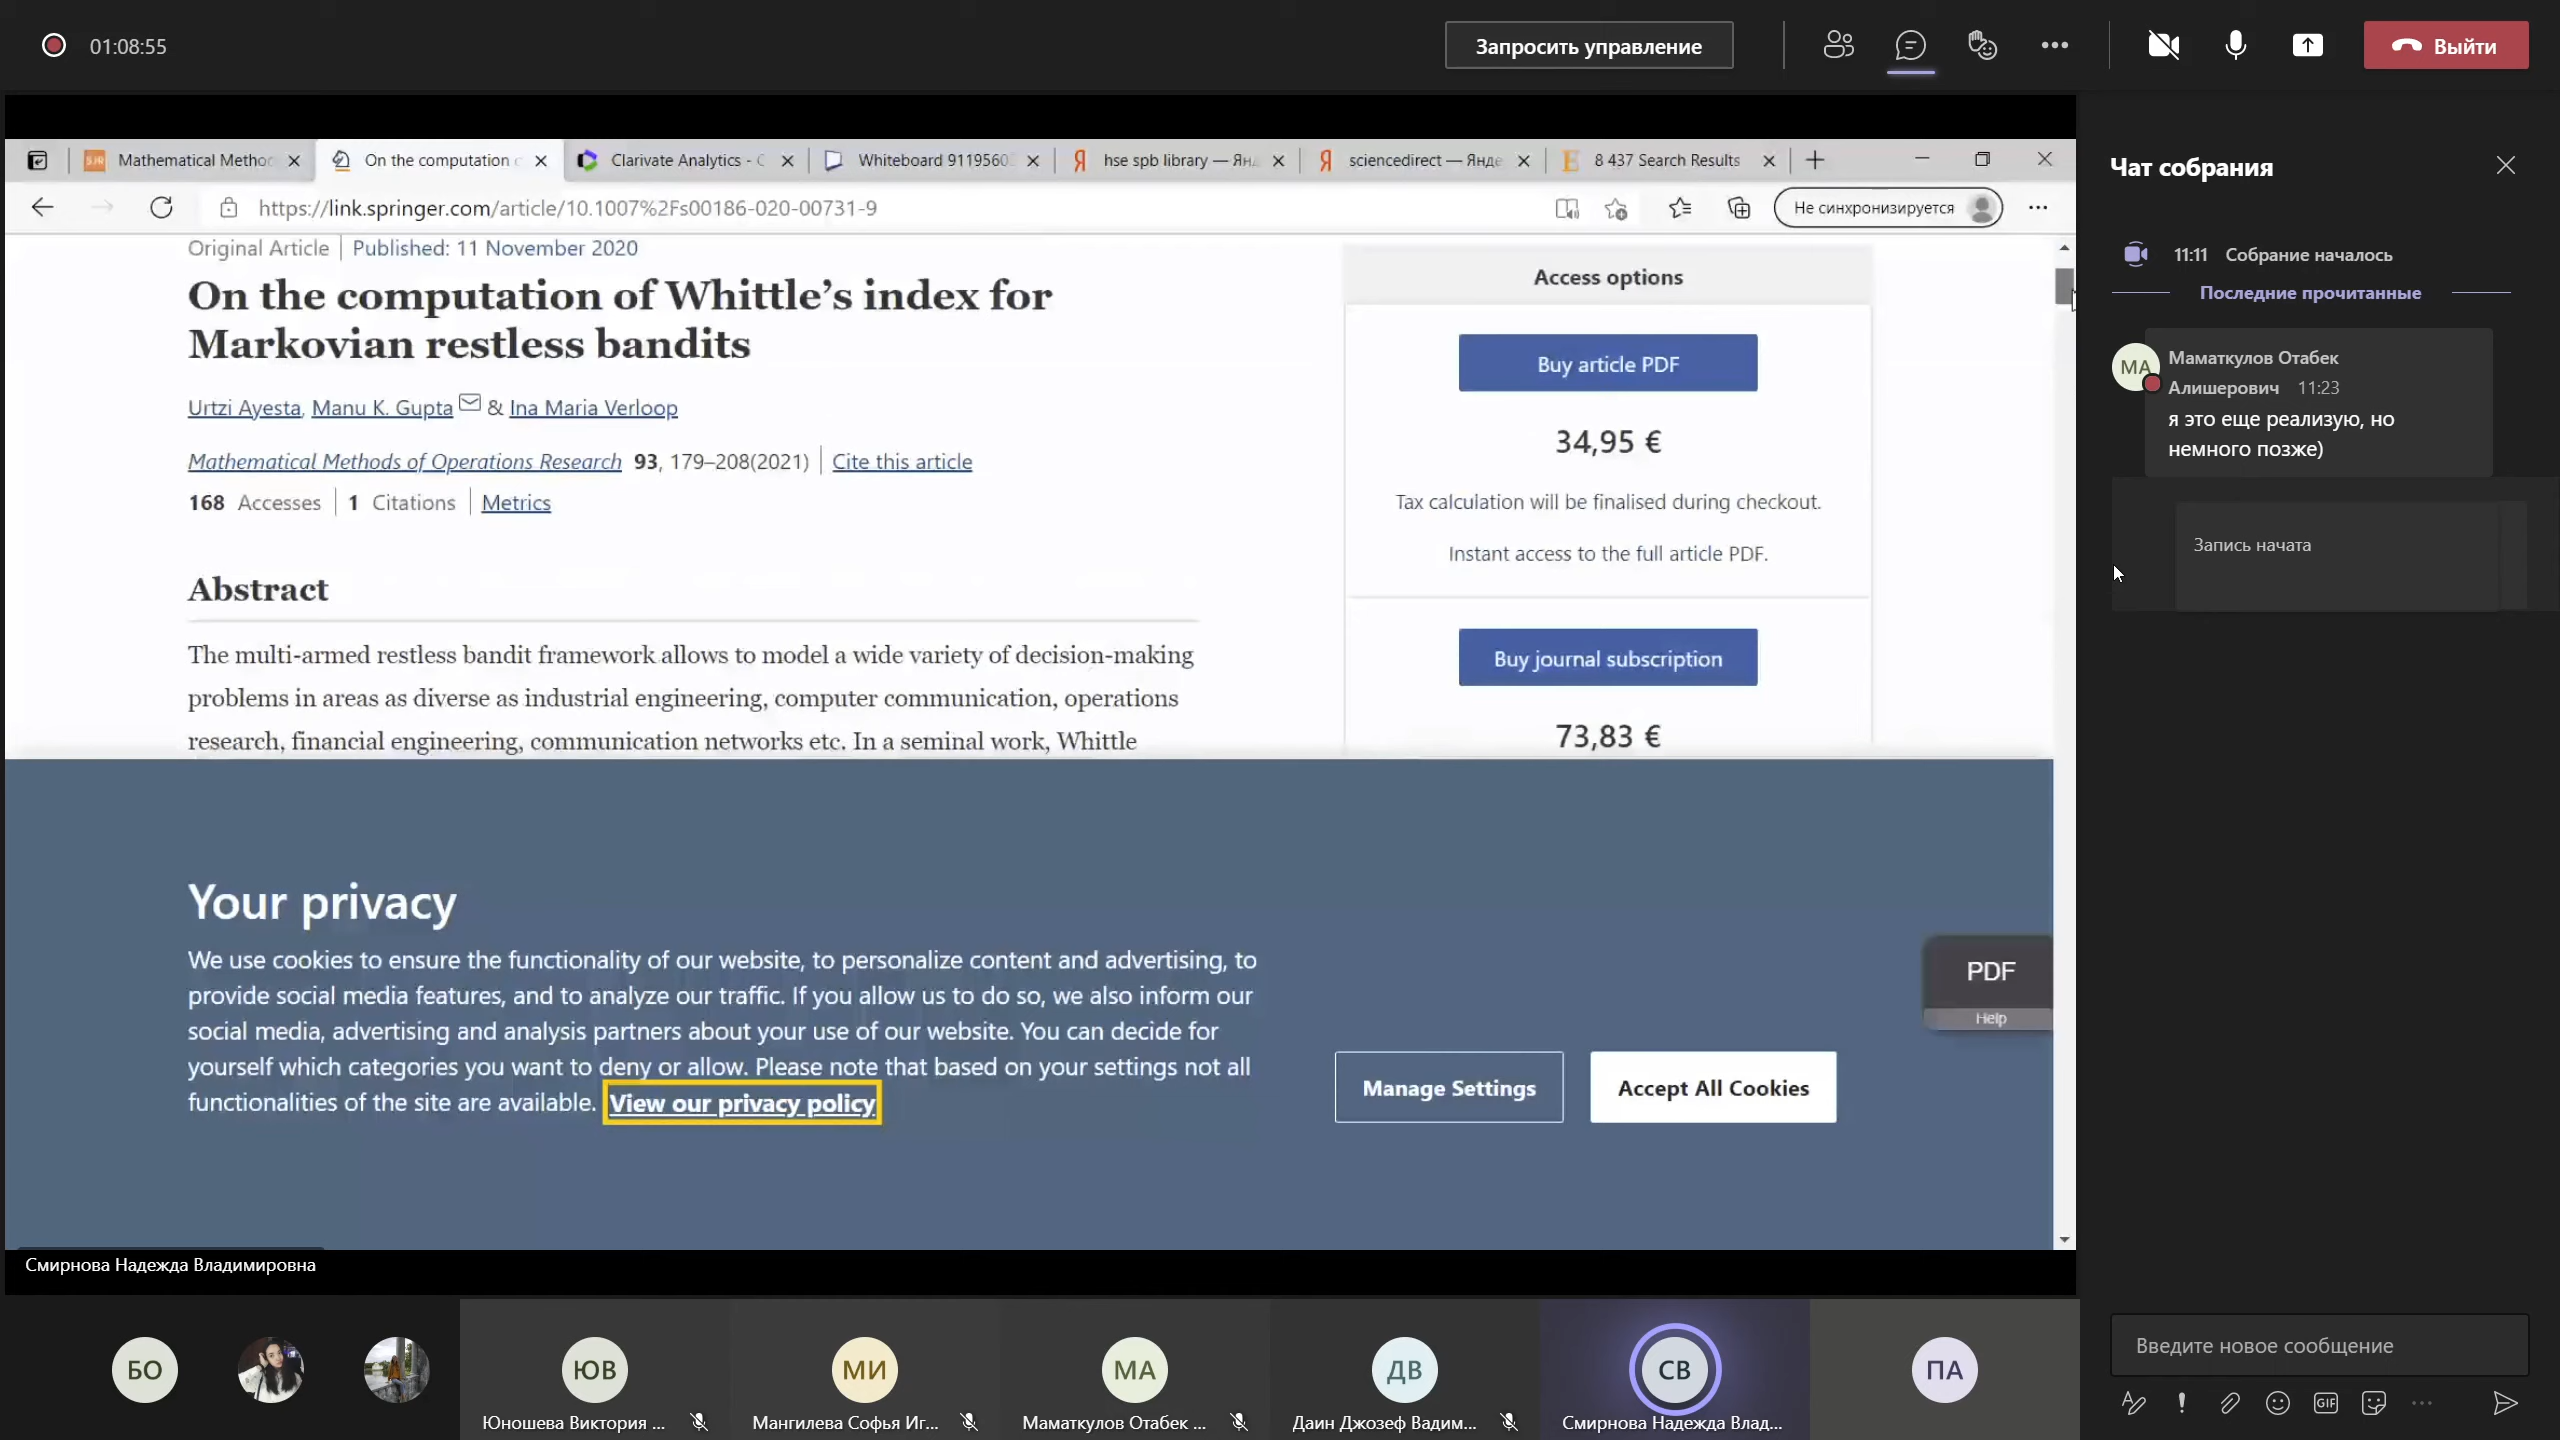 01:08:55
Запросить управление
Выйти
Mathematical Method
On the computation o
Clarivate Analytics - C
Whiteboard 9119560
hse spb library — Ян
sciencedirect — Янде
8 437 Search Results
https://link.springer.com/article/10.1007%2Fs00186-020-00731-9
Не синхронизируется
Original Article | Published: 11 November 2020
On the computation of Whittle’s index for
Markovian restless bandits
Urtzi Ayesta, Manu K. Gupta & Ina Maria Verloop
Mathematical Methods of Operations Research 93, 179–208(2021) | Cite this article
168 Accesses | 1 Citations | Metrics
Abstract
The multi-armed restless bandit framework allows to model a wide variety of decision-making
problems in areas as diverse as industrial engineering, computer communication, operations
research, financial engineering, communication networks etc. In a seminal work, Whittle
Access options
Buy article PDF
34,95 €
Tax calculation will be finalised during checkout.
Instant access to the full article PDF.
Buy journal subscription
73,83 €
Your privacy
We use cookies to ensure the functionality of our website, to personalize content and advertising, to
provide social media features, and to analyze our traffic. If you allow us to do so, we also inform our
social media, advertising and analysis partners about your use of our website. You can decide for
yourself which categories you want to deny or allow. Please note that based on your settings not all
functionalities of the site are available. View our privacy policy
Manage Settings
Accept All Cookies
PDF
Help
Смирнова Надежда Владимировна
Чат собрания
11:11 Собрание началось
Последние прочитанные
МА
Маматкулов Отабек
Алишерович 11:23
я это еще реализую, но
немного позже)
Запись начата
Введите новое сообщение
GIF
БО
ЮВ
Юношева Виктория ...
МИ
Мангилева Софья Иг...
МА
Маматкулов Отабек ...
ДВ
Даин Джозеф Вадим...
СВ
Смирнова Надежда Влад...
ПА